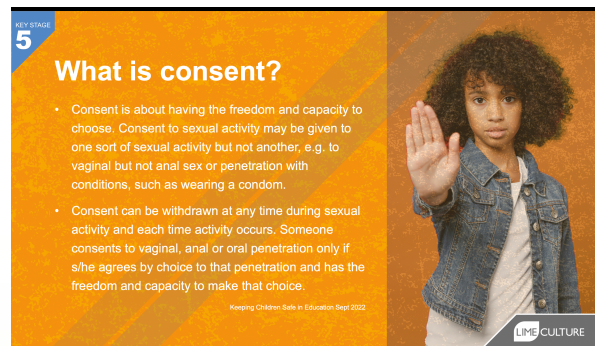 KEY STAGE
5
What is consent?
• Consent is about having the freedom and capacity to
choose. Consent to sexual activity may be given to
one sort of sexual activity but not another, e.g. to
vaginal but not anal sex or penetration with
conditions, such as wearing a condom.
• Consent can be withdrawn at any time during sexual
activity and each time activity occurs. Someone
consents to vaginal, anal or oral penetration only if
s/he agrees by choice to that penetration and has the
freedom and capacity to make that choice.
Keeping Children Safe in Education Sept 2022
LIME CULTURE